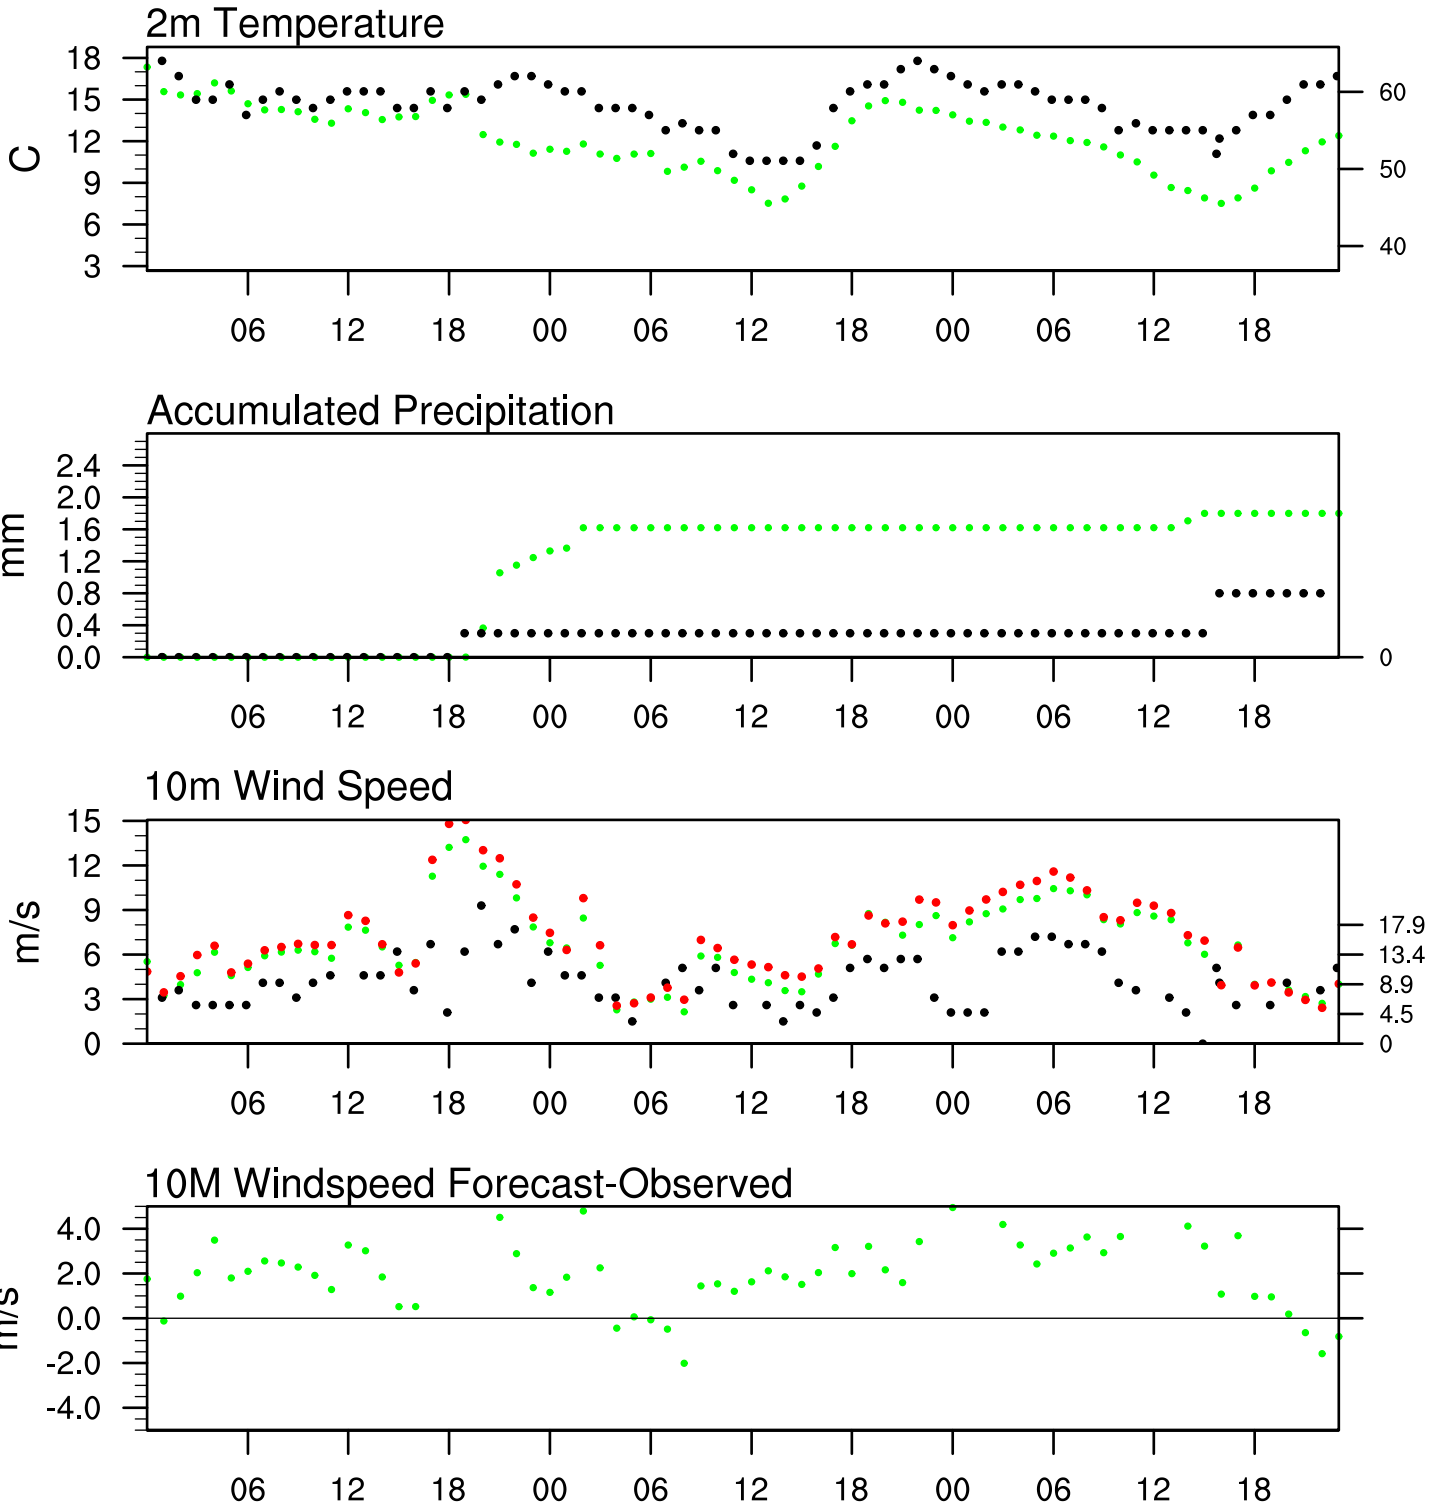 2m Temperature
18
15
12
9
6
3
C
60
50
40
06 12 18 00 06 12 18 00 06 12 18
Accumulated Precipitation
2.4
2.0
1.6
1.2
0.8
0.4
0.0
mm
0
06 12 18 00 06 12 18 00 06 12 18
10m Wind Speed
15
12
9
6
3
0
m/s
17.9
13.4
8.9
4.5
0
06 12 18 00 06 12 18 00 06 12 18
10M Windspeed Forecast-Observed
4.0
2.0
0.0
-2.0
-4.0
m/s
06 12 18 00 06 12 18 00 06 12 18